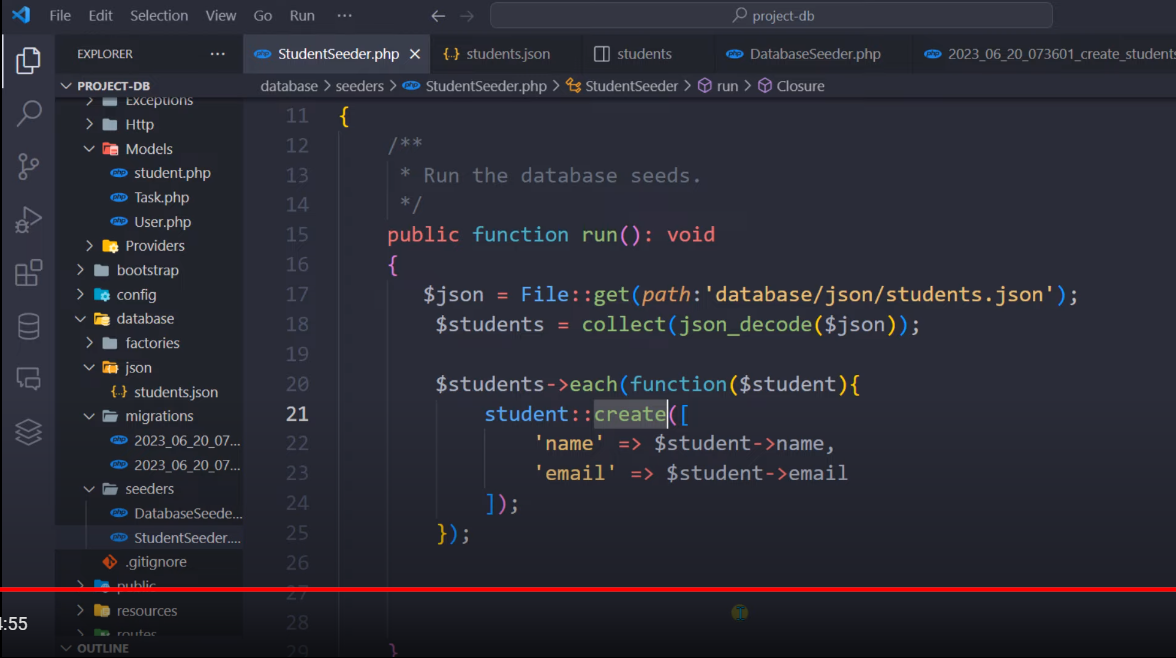 File Edit Selection View Go Run ··· project-db
EXPLORER ···
StudentSeeder.php students.json students DatabaseSeeder.php 2023_06_20_073601_create_students
PROJECT-DB
database > seeders > StudentSeeder.php > StudentSeeder > run > Closure
Exceptions
Http
Models
student.php
Task.php
User.php
Providers
bootstrap
config
database
factories
json
students.json
migrations
2023_06_20_07...
2023_06_20_07...
seeders
DatabaseSeede...
StudentSeeder....
.gitignore
public
resources
routes
OUTLINE
11 {
12 /**
13 * Run the database seeds.
14 */
15 public function run(): void
16 {
17 $json = File::get(path:'database/json/students.json');
18 $students = collect(json_decode($json));
19
20 $students->each(function($student){
21 student::create([
22 'name' => $student->name,
23 'email' => $student->email
24 ]);
25 });
26
27
28
29 }
:55